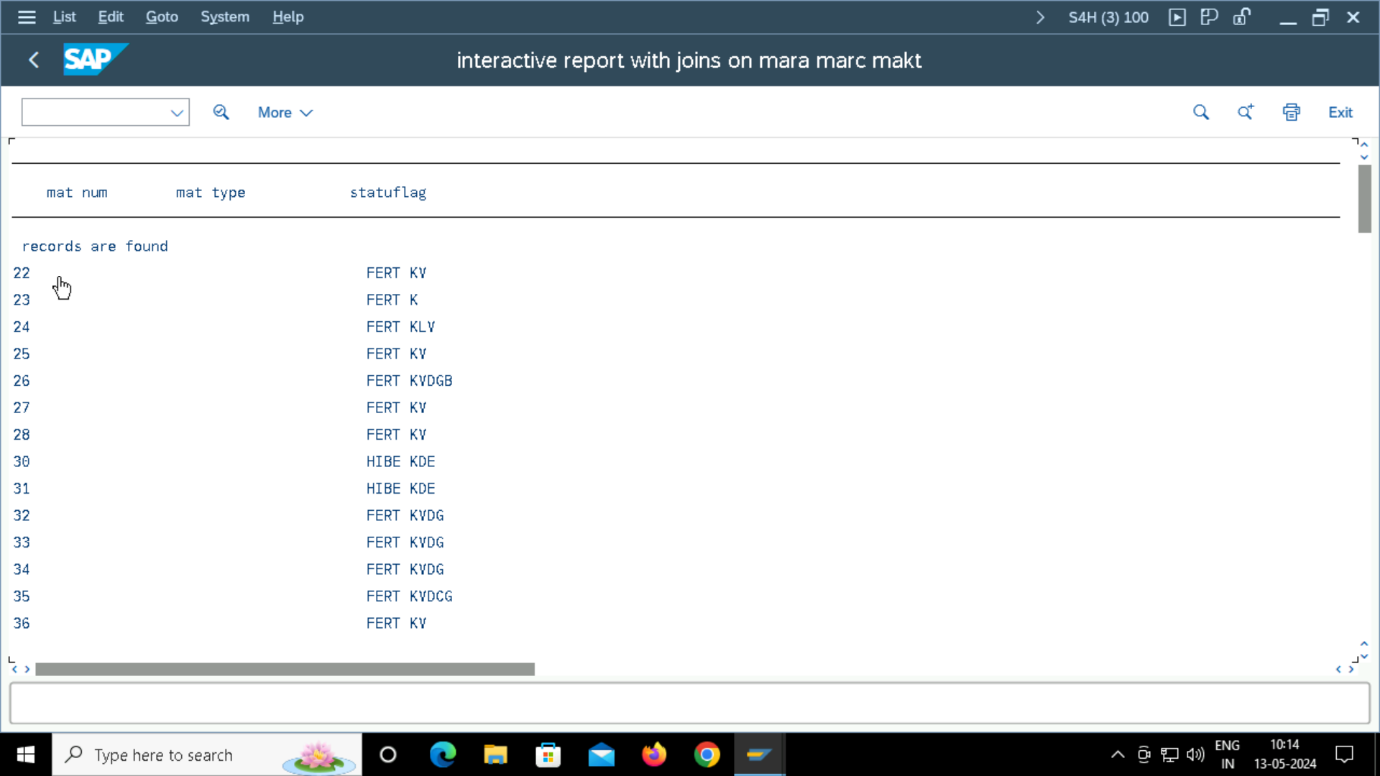 List Edit Goto System Help S4H (3) 100
SAP interactive report with joins on mara marc makt
More Exit
mat num mat type statuflag
records are found
22 FERT KV
23 FERT K
24 FERT KLV
25 FERT KV
26 FERT KVDGB
27 FERT KV
28 FERT KV
30 HIBE KDE
31 HIBE KDE
32 FERT KVDG
33 FERT KVDG
34 FERT KVDG
35 FERT KVDCG
36 FERT KV
Type here to search
ENG
IN
10:14
13-05-2024